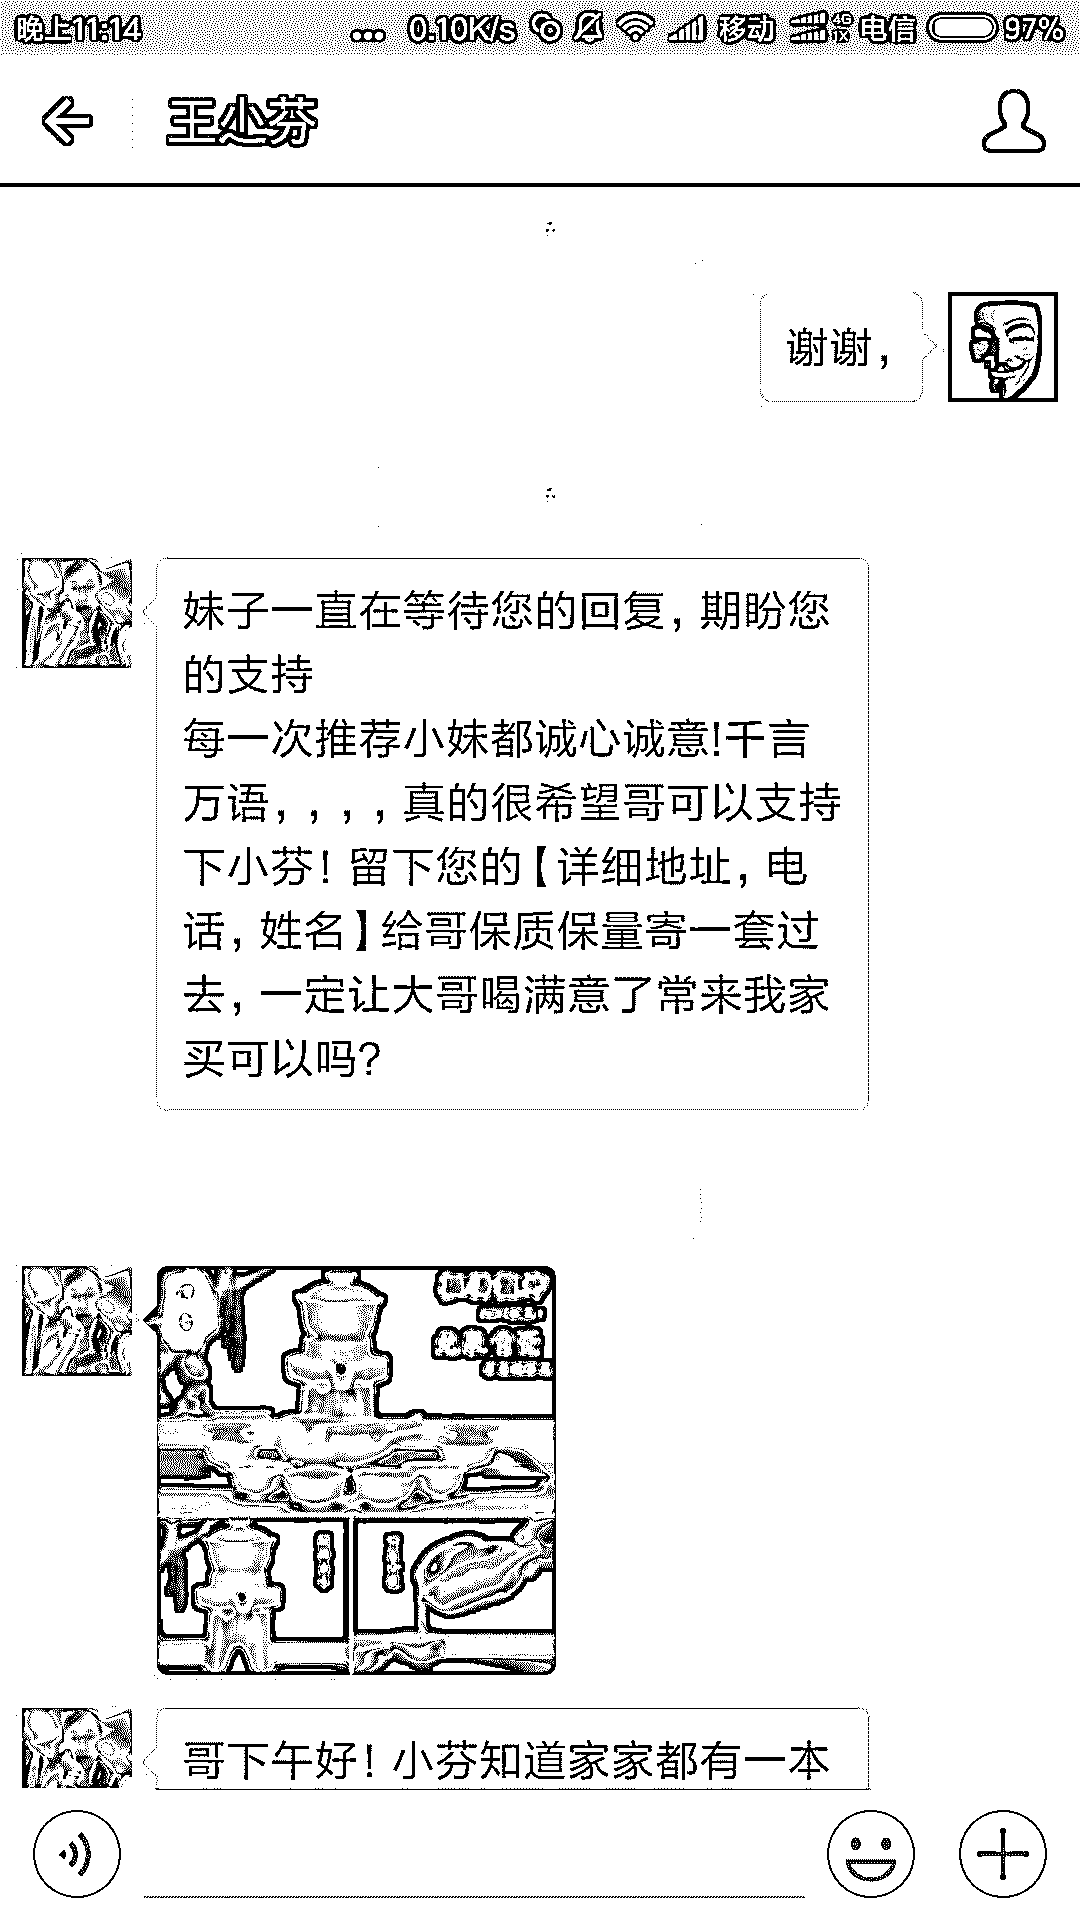 晚上11:14
... 0.10K/s 移动 4G 1X 电信 97%
王小芬
谢谢,
妹子一直在等待您的回复, 期盼您
的支持
每一次推荐小妹都诚心诚意!千言
万语, , , , 真的很希望哥可以支持
下小芬! 留下您的【详细地址, 电
话, 姓名】给哥保质保量寄一套过
去, 一定让大哥喝满意了常来我家
买可以吗?
哥下午好! 小芬知道家家都有一本